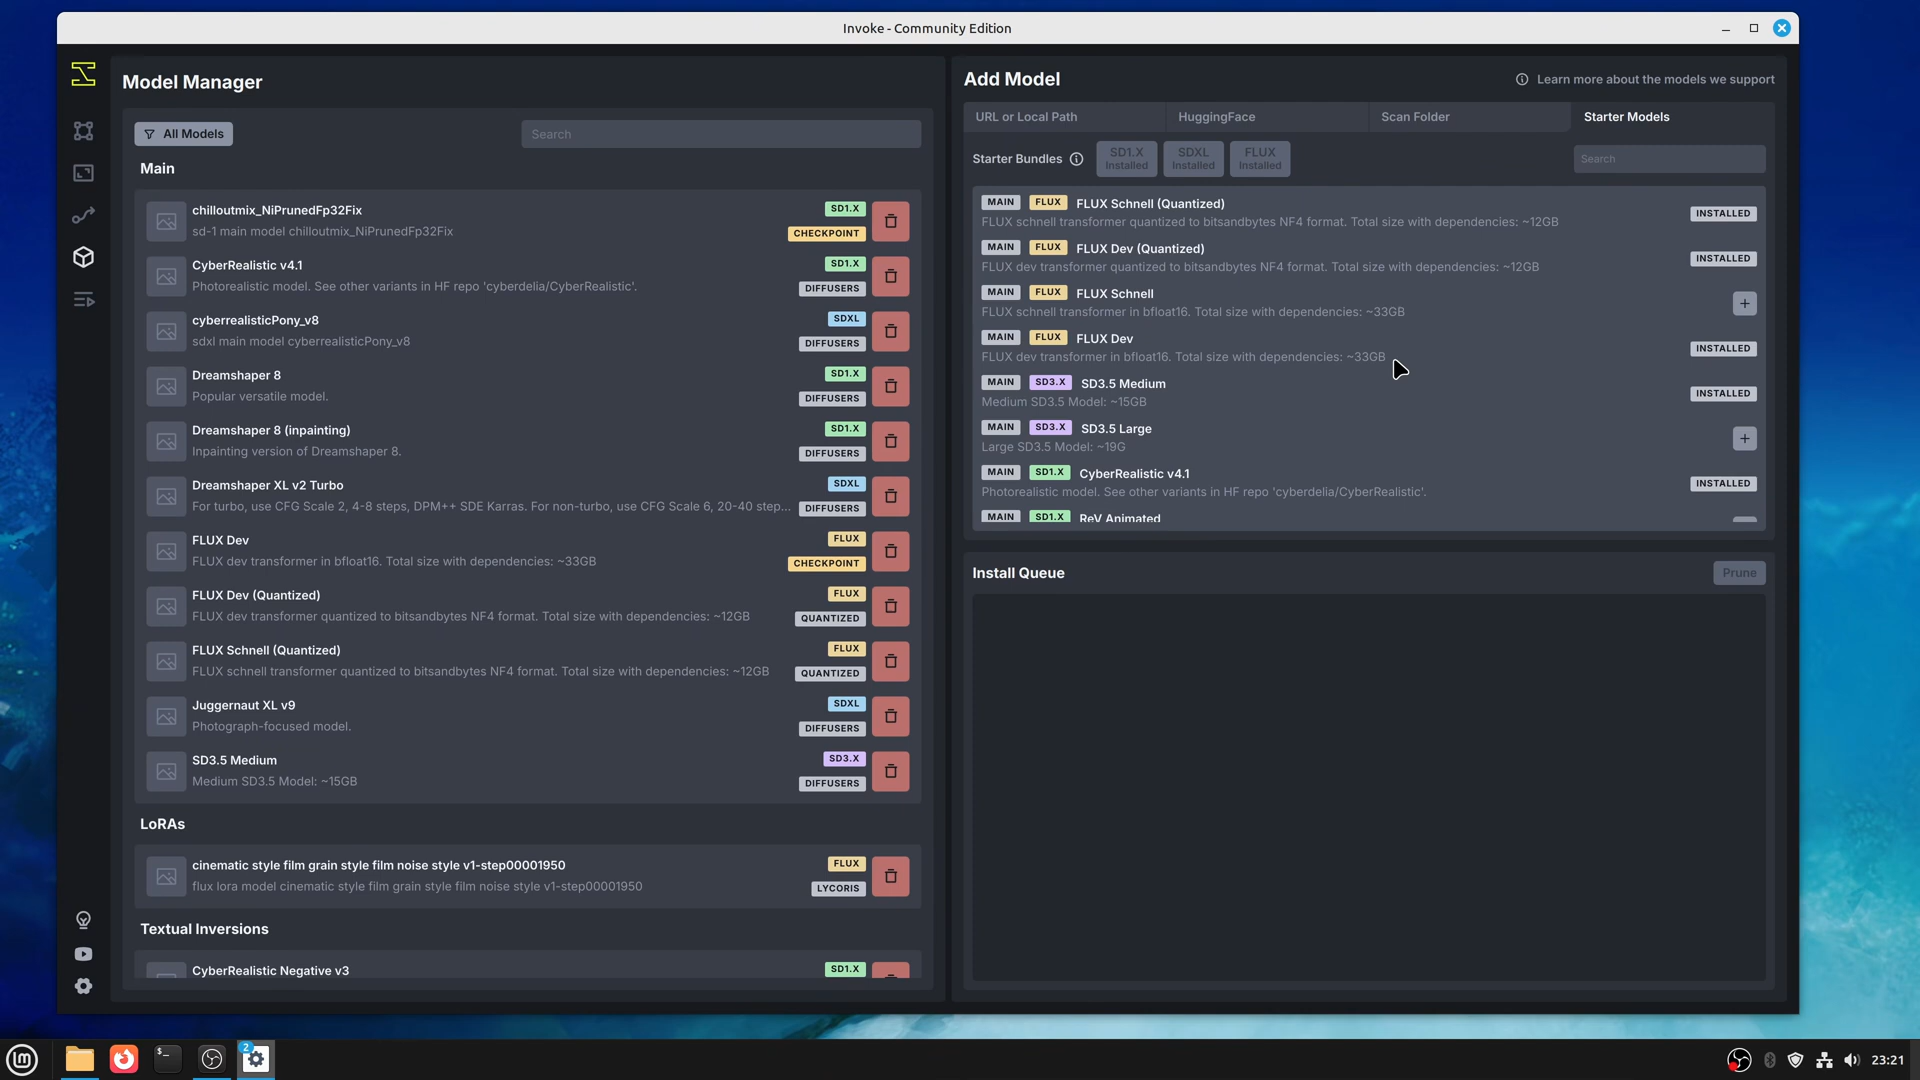 Invoke - Community Edition
Model Manager
All Models
Search
Main
chilloutmix_NiPrunedFp32Fix
SD1.X
sd-1 main model chilloutmix_NiPrunedFp32Fix
CHECKPOINT
CyberRealistic v4.1
SD1.X
Photorealistic model. See other variants in HF repo 'cyberdelia/CyberRealistic'.
DIFFUSERS
cyberrealisticPony_v8
SDXL
sdxl main model cyberrealisticPony_v8
DIFFUSERS
Dreamshaper 8
SD1.X
Popular versatile model.
DIFFUSERS
Dreamshaper 8 (inpainting)
SD1.X
Inpainting version of Dreamshaper 8.
DIFFUSERS
Dreamshaper XL v2 Turbo
SDXL
For turbo, use CFG Scale 2, 4-8 steps, DPM++ SDE Karras. For non-turbo, use CFG Scale 6, 20-40 step...
DIFFUSERS
FLUX Dev
FLUX
FLUX dev transformer in bfloat16. Total size with dependencies: ~33GB
CHECKPOINT
FLUX Dev (Quantized)
FLUX
FLUX dev transformer quantized to bitsandbytes NF4 format. Total size with dependencies: ~12GB
QUANTIZED
FLUX Schnell (Quantized)
FLUX
FLUX schnell transformer quantized to bitsandbytes NF4 format. Total size with dependencies: ~12GB
QUANTIZED
Juggernaut XL v9
SDXL
Photograph-focused model.
DIFFUSERS
SD3.5 Medium
SD3.X
Medium SD3.5 Model: ~15GB
DIFFUSERS
LoRAs
cinematic style film grain style film noise style v1-step00001950
FLUX
flux lora model cinematic style film grain style film noise style v1-step00001950
LYCORIS
Textual Inversions
CyberRealistic Negative v3
SD1.X
Add Model
Learn more about the models we support
URL or Local Path
HuggingFace
Scan Folder
Starter Models
Starter Bundles
SD1.X
Installed
SDXL
Installed
FLUX
Installed
Search
MAIN FLUX FLUX Schnell (Quantized)
FLUX schnell transformer quantized to bitsandbytes NF4 format. Total size with dependencies: ~12GB
INSTALLED
MAIN FLUX FLUX Dev (Quantized)
FLUX dev transformer quantized to bitsandbytes NF4 format. Total size with dependencies: ~12GB
INSTALLED
MAIN FLUX FLUX Schnell
FLUX schnell transformer in bfloat16. Total size with dependencies: ~33GB
MAIN FLUX FLUX Dev
FLUX dev transformer in bfloat16. Total size with dependencies: ~33GB
INSTALLED
MAIN SD3.X SD3.5 Medium
Medium SD3.5 Model: ~15GB
INSTALLED
MAIN SD3.X SD3.5 Large
Large SD3.5 Model: ~19G
MAIN SD1.X CyberRealistic v4.1
Photorealistic model. See other variants in HF repo 'cyberdelia/CyberRealistic'.
INSTALLED
MAIN SD1.X ReV Animated
Install Queue
Prune
2
23:21